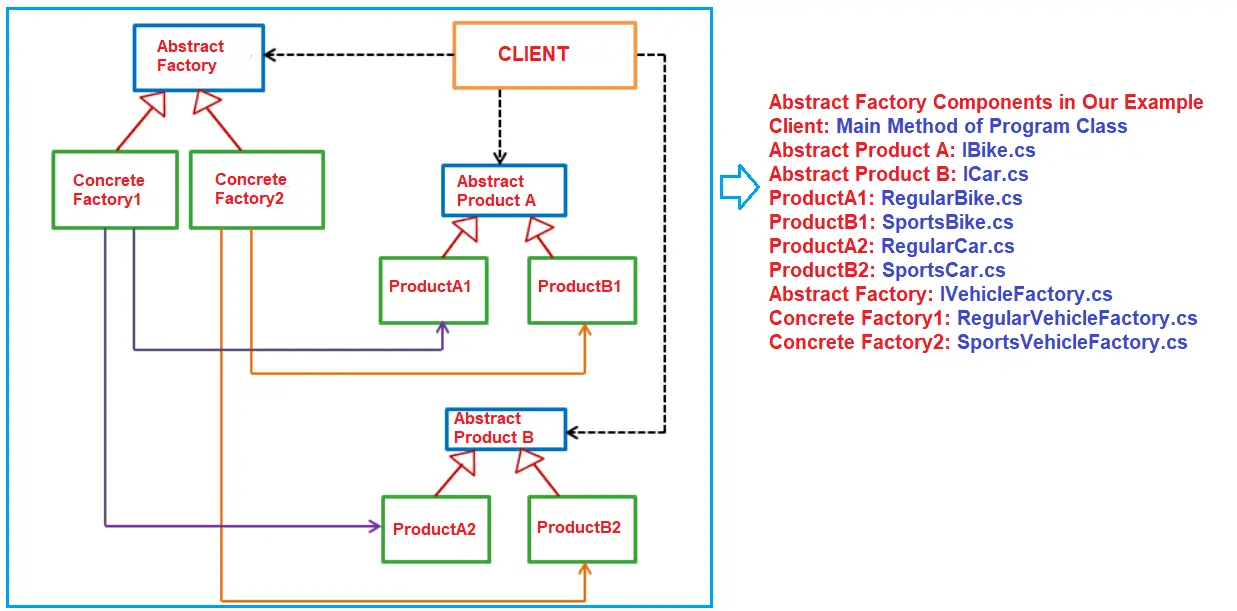 Abstract
Factory
CLIENT
Concrete
Factory1
Concrete
Factory2
Abstract
Product A
ProductA1
ProductB1
Abstract
Product B
ProductA2
ProductB2
Abstract Factory Components in Our Example
Client: Main Method of Program Class
Abstract Product A: IBike.cs
Abstract Product B: ICar.cs
ProductA1: RegularBike.cs
ProductB1: SportsBike.cs
ProductA2: RegularCar.cs
ProductB2: SportsCar.cs
Abstract Factory: IVehicleFactory.cs
Concrete Factory1: RegularVehicleFactory.cs
Concrete Factory2: SportsVehicleFactory.cs